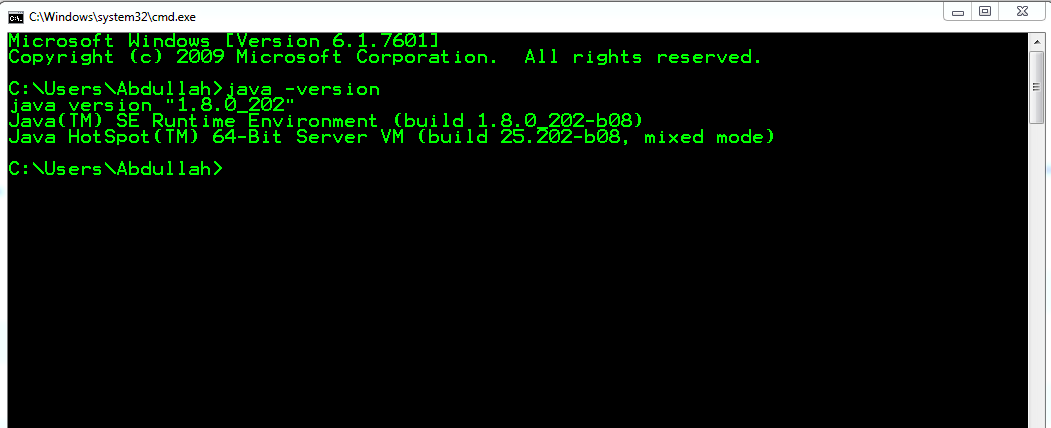 C:\Windows\system32\cmd.exe
Microsoft Windows [Version 6.1.7601]
Copyright (c) 2009 Microsoft Corporation.  All rights reserved.
C:\Users\Abdullah>java -version
java version "1.8.0_202"
Java(TM) SE Runtime Environment (build 1.8.0_202-b08)
Java HotSpot(TM) 64-Bit Server VM (build 25.202-b08, mixed mode)
C:\Users\Abdullah>